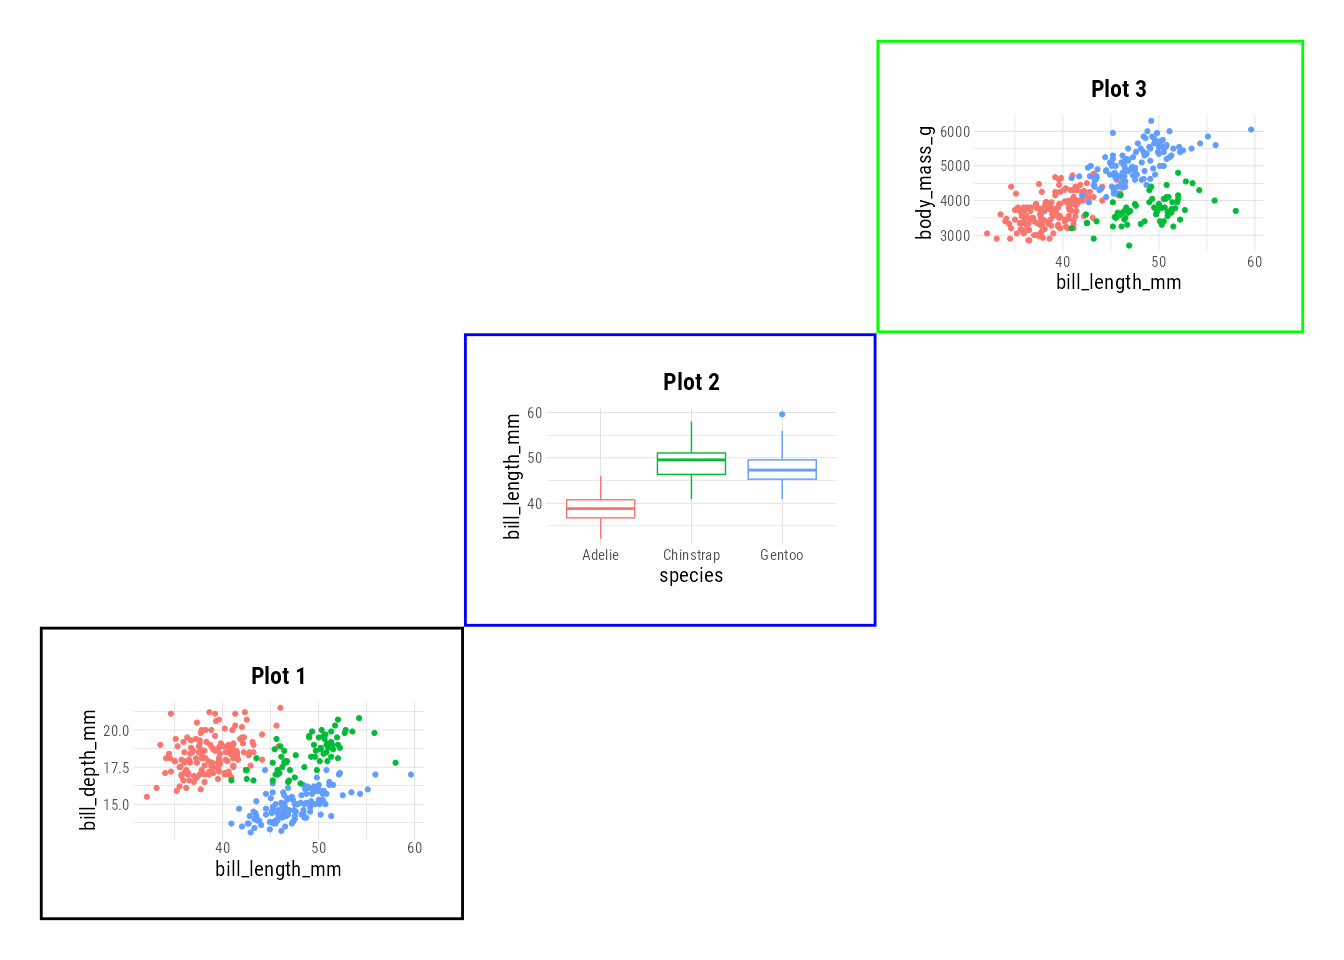 Plot 3
body_mass_g
6000
5000
4000
3000
40 50 60
bill_length_mm
Plot 2
bill_length_mm
60
50
40
Adelie Chinstrap Gentoo
species
Plot 1
bill_depth_mm
20.0
17.5
15.0
40 50 60
bill_length_mm